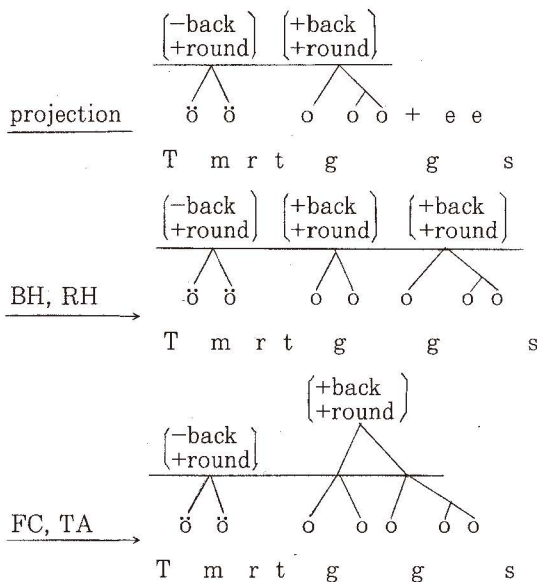 [−back] [+back]
[+round] [+round]
projection
ö ö o o o + e e
T m r t g g s
[−back] [+back] [+back]
[+round] [+round] [+round]
BH, RH
ö ö o o o o o
T m r t g g s
[+back]
[+round]
[−back]
[+round]
FC, TA
ö ö o o o o o
T m r t g g s